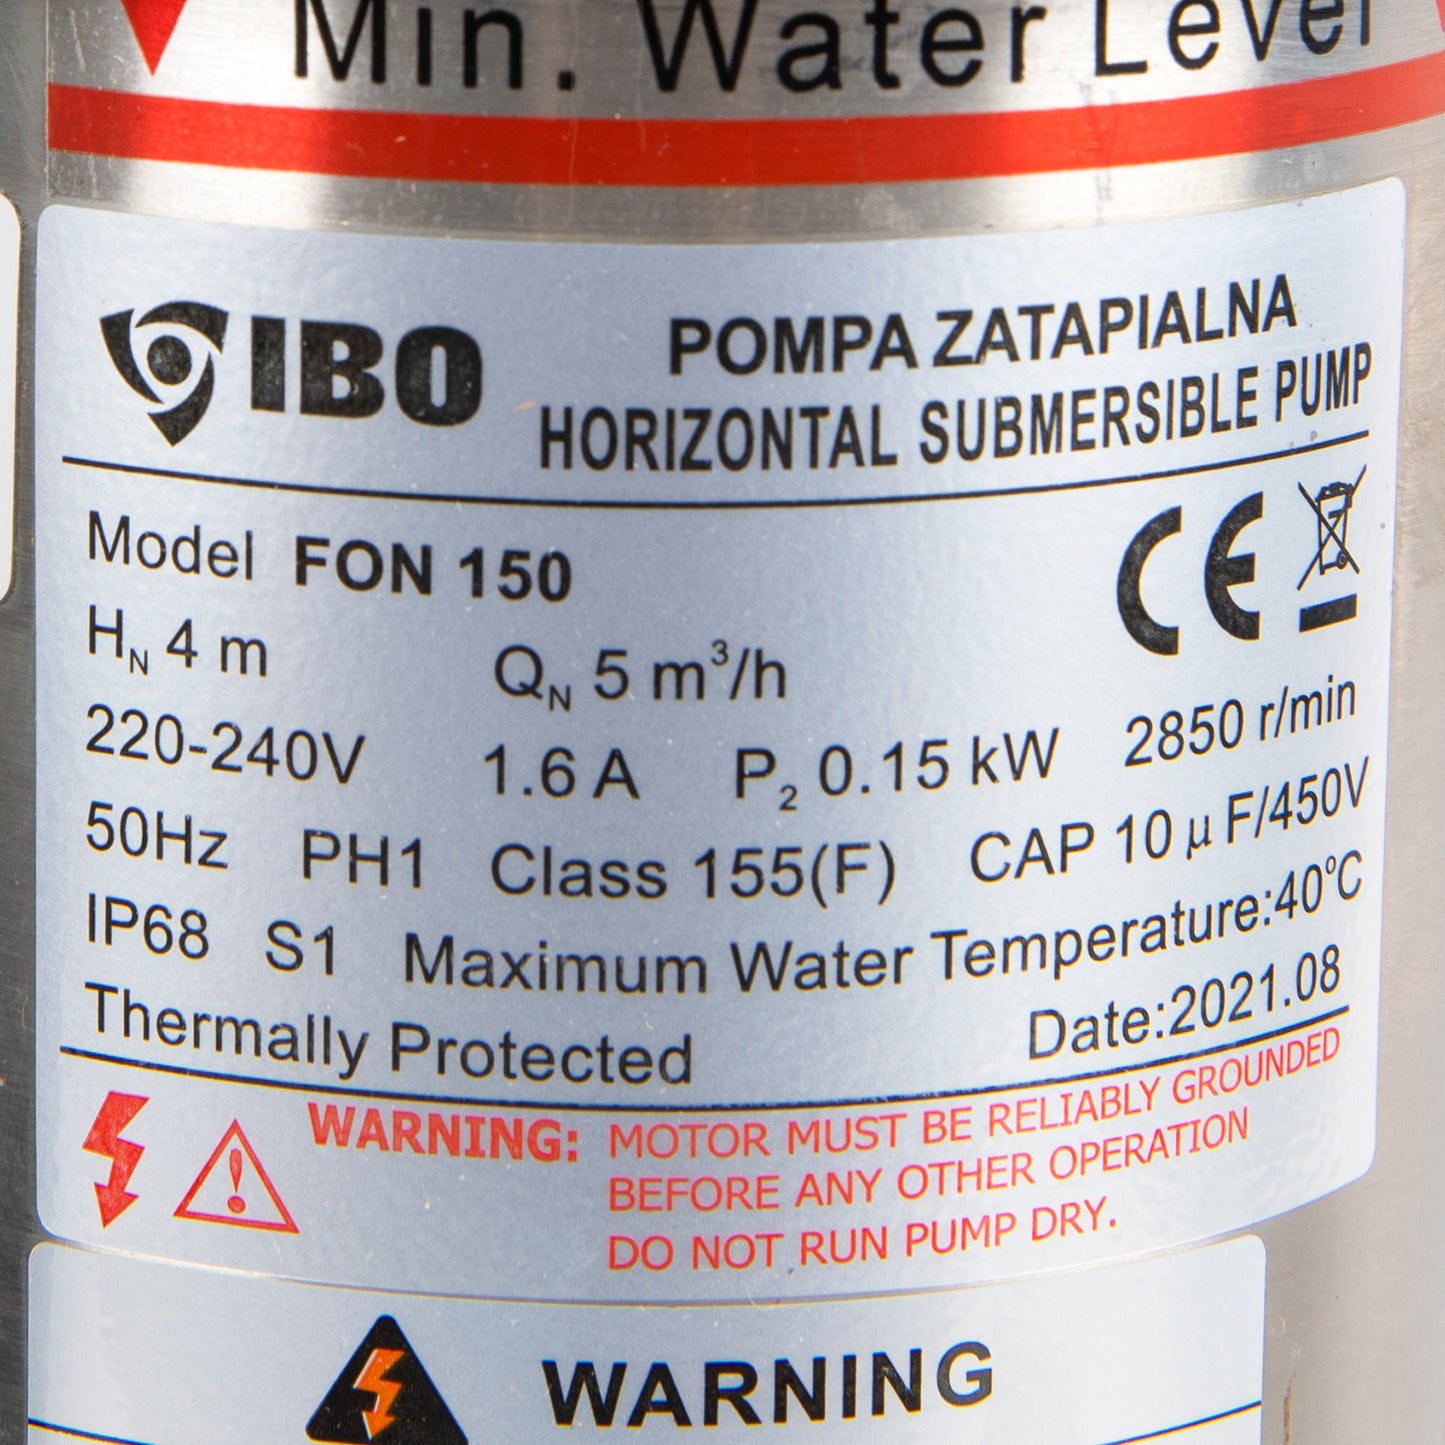 Min. Water Level
IBO
POMPA ZATAPIALNA
HORIZONTAL SUBMERSIBLE PUMP
Model FON 150
CE
HN 4 m QN 5 m³/h
220-240V 1.6 A P2 0.15 kW 2850 r/min
50Hz PH1 Class 155(F) CAP 10 μ F/450V
IP68 S1 Maximum Water Temperature:40°C
Thermally Protected Date:2021.08
WARNING: MOTOR MUST BE RELIABLY GROUNDED
BEFORE ANY OTHER OPERATION
DO NOT RUN PUMP DRY.
WARNING